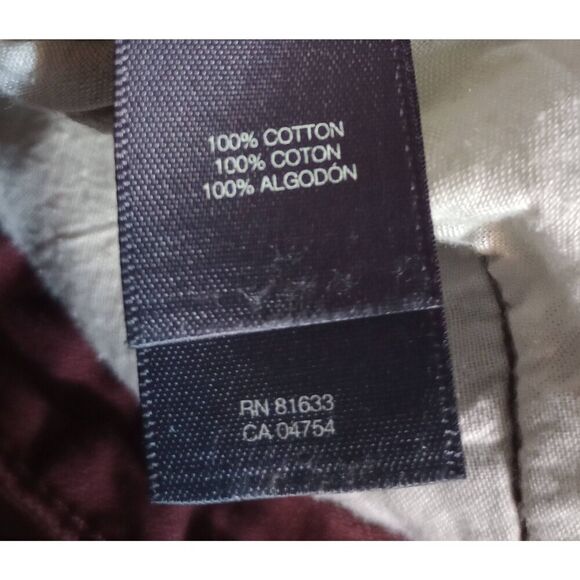 100% COTTON
100% COTON
100% ALGODÓN
RN 81633
CA 04754